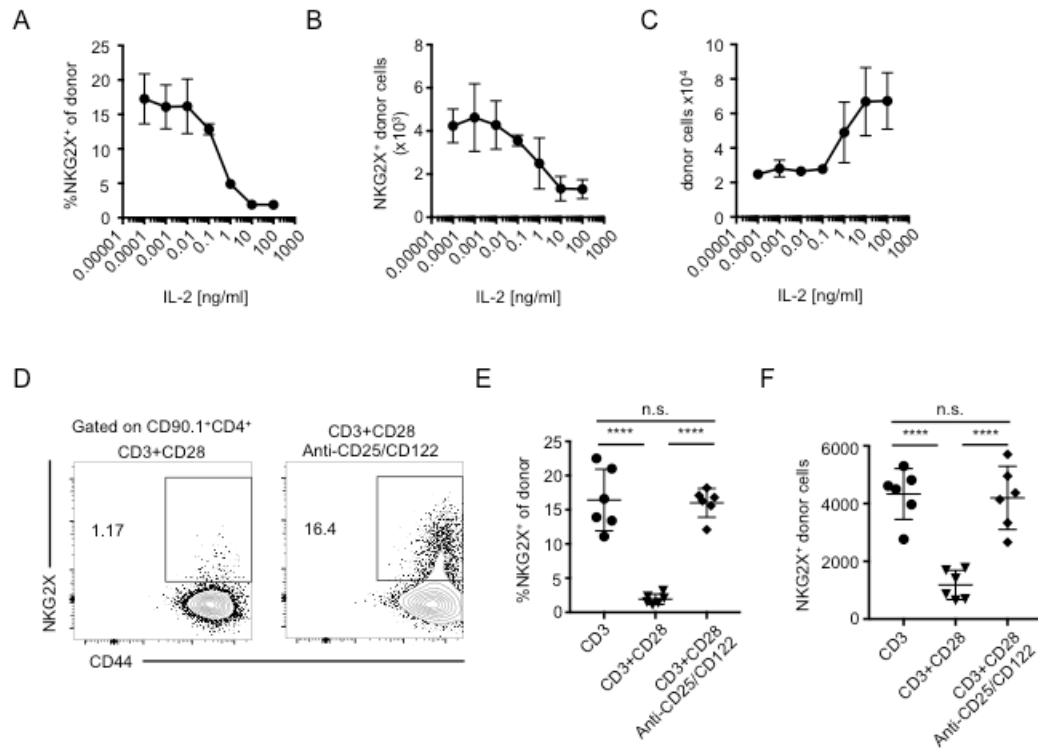 A
%NKG2X⁺ of donor
25
20
15
10
5
0
0.00001
0.0001
0.001
0.01
0.1
1
10
100
1000
IL-2 [ng/ml]
B
NKG2X⁺ donor cells
(x10³)
8
6
4
2
0
0.00001
0.0001
0.001
0.01
0.1
1
10
100
1000
IL-2 [ng/ml]
C
donor cells x10⁴
10
8
6
4
2
0
0.00001
0.0001
0.001
0.01
0.1
1
10
100
1000
IL-2 [ng/ml]
D
Gated on CD90.1⁺CD4⁺
CD3+CD28
CD3+CD28
Anti-CD25/CD122
1.17
16.4
NKG2X
CD44
E
n.s.
**** ****
%NKG2X⁺ of donor
25
20
15
10
5
0
CD3
CD3+CD28
CD3+CD28
Anti-CD25/CD122
F
n.s.
**** ****
NKG2X⁺ donor cells
6000
4000
2000
0
CD3
CD3+CD28
CD3+CD28
Anti-CD25/CD122